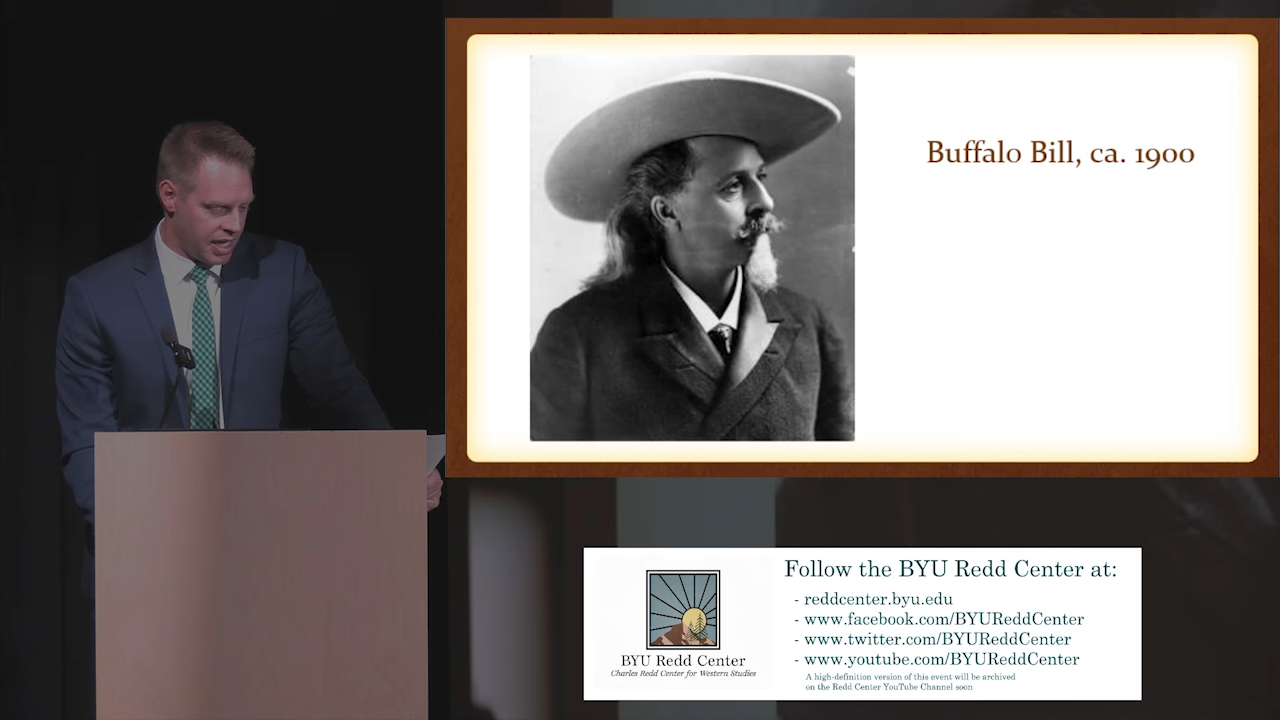 Buffalo Bill, ca. 1900
BYU Redd Center
Charles Redd Center for Western Studies
Follow the BYU Redd Center at:
- reddcenter.byu.edu
- www.facebook.com/BYUReddCenter
- www.twitter.com/BYUReddCenter
- www.youtube.com/BYUReddCenter
A high-definition version of this event will be archived
on the Redd Center YouTube Channel soon